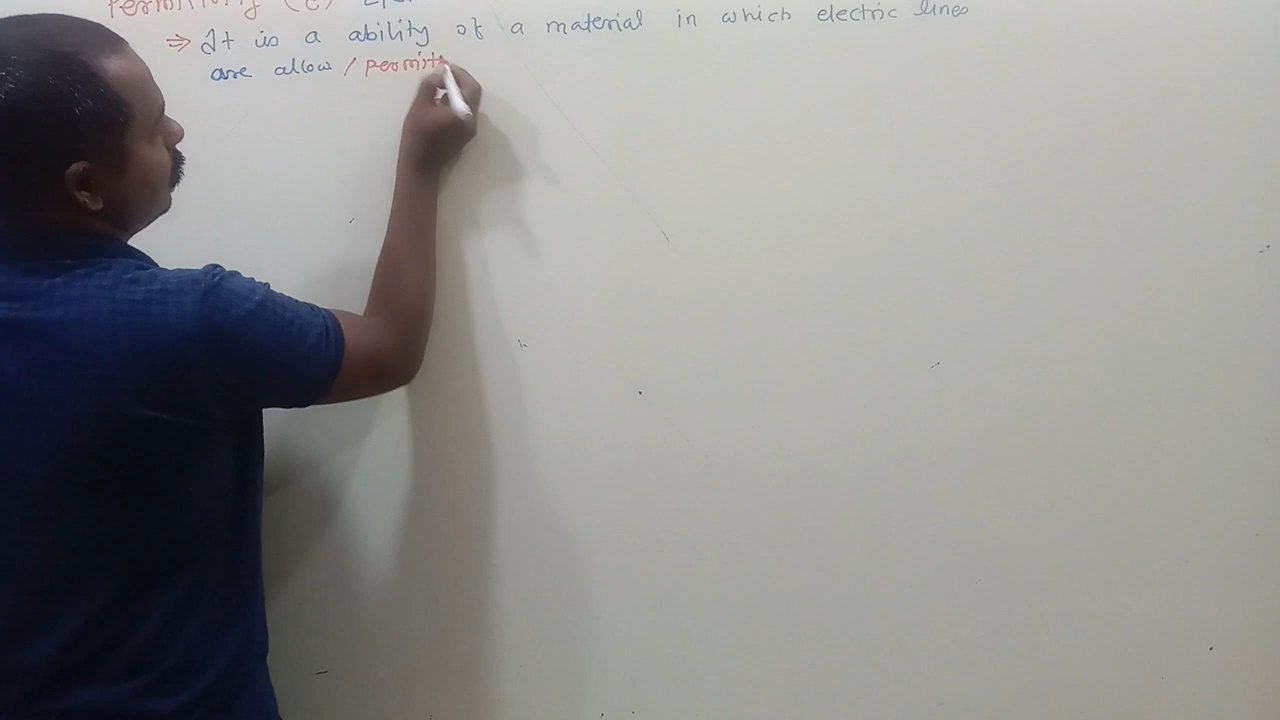 (ε)
⇒ It is a ability of a material in which electric lines
are allow / permit